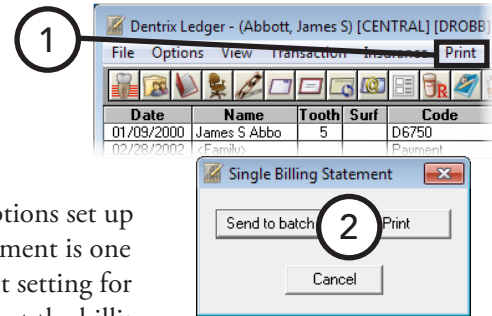 Dentrix Ledger - (Abbott, James S) [CENTRAL] [DROBB]
1
File Options View Transaction Insurance Print
Date Name Tooth Surf Code
01/09/2000 James S Abbo 5 D6750
02/28/2002 <Family> Payment
Single Billing Statement
Send to batch 2 Print
Cancel
ptions set up
ement is one
t setting for
t the